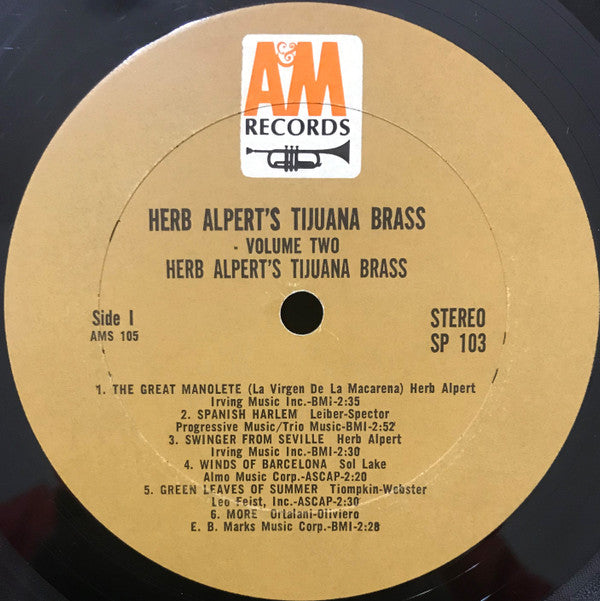 A&M
RECORDS
HERB ALPERT'S TIJUANA BRASS
- VOLUME TWO
HERB ALPERT'S TIJUANA BRASS
Side 1
AMS 105
STEREO
SP 103
1. THE GREAT MANOLETE (La Virgen De La Macarena) Herb Alpert
Irving Music Inc.-BMI-2:35
2. SPANISH HARLEM Leiber-Spector
Progressive Music/Trio Music-BMI-2:52
3. SWINGER FROM SEVILLE Herb Alpert
Irving Music Inc.-BMI-2:30
4. WINDS OF BARCELONA Sol Lake
Almo Music Corp.-ASCAP-2:20
5. GREEN LEAVES OF SUMMER Tiompkin-Webster
Leo Feist, Inc.-ASCAP-2:30
6. MORE Ortalani-Oliviero
E. B. Marks Music Corp.-BMI-2:28